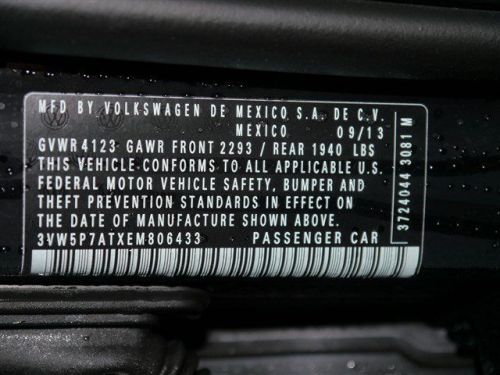 MFD BY VOLKSWAGEN DE MEXICO S.A. DE C.V.
MEXICO 09/13
GVWR 4123 GAWR FRONT 2293 / REAR 1940 LBS
THIS VEHICLE CONFORMS TO ALL APPLICABLE U.S.
FEDERAL MOTOR VEHICLE SAFETY, BUMPER AND
THEFT PREVENTION STANDARDS IN EFFECT ON
THE DATE OF MANUFACTURE SHOWN ABOVE.
3VW5P7ATXEM806433 PASSENGER CAR
3724044 3081 M